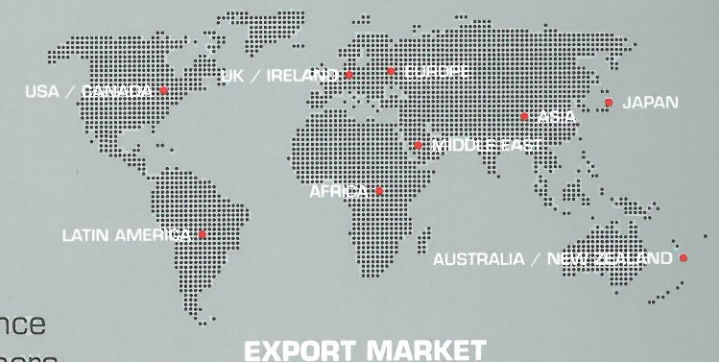 UK / IRELAND
EUROPE
USA / CANADA
JAPAN
ASIA
MIDDLE EAST
AFRICA
LATIN AMERICA
AUSTRALIA / NEW ZEALAND
EXPORT MARKET